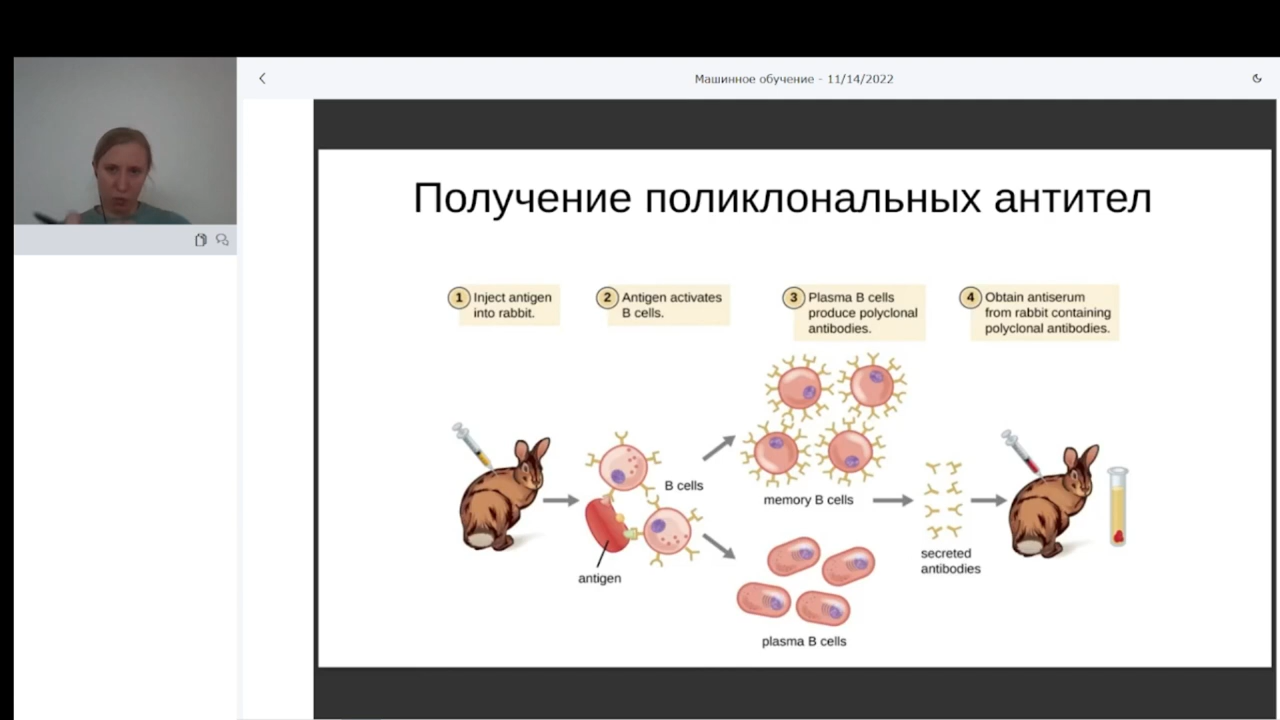 Машинное обучение - 11/14/2022
Получение поликлональных антител
1 Inject antigen
into rabbit.
2 Antigen activates
B cells.
3 Plasma B cells
produce polyclonal
antibodies.
4 Obtain antiserum
from rabbit containing
polyclonal antibodies.
B cells
antigen
memory B cells
plasma B cells
secreted
antibodies